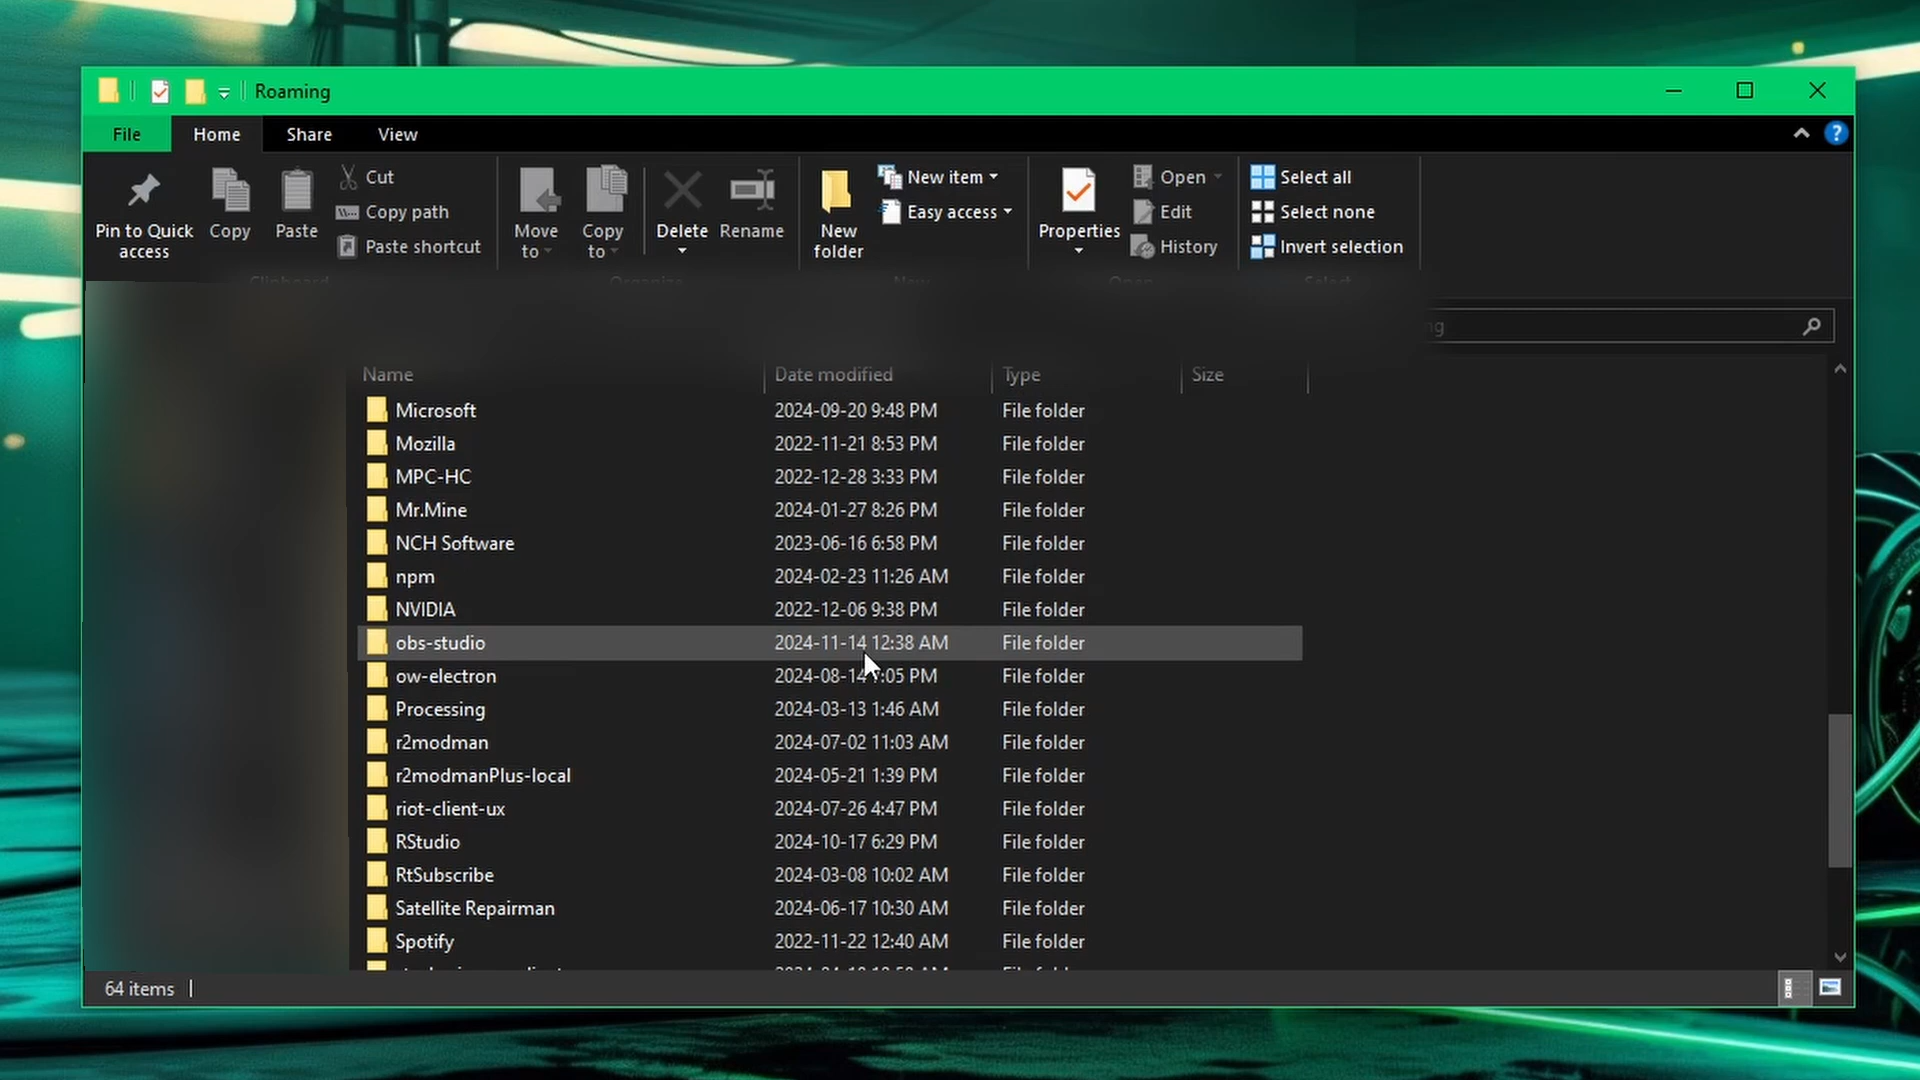 Roaming
File Home Share View
Pin to Quick access
Copy
Paste
Cut
Copy path
Paste shortcut
Move to
Copy to
Delete
Rename
New folder
New item
Easy access
Properties
Open
Edit
History
Select all
Select none
Invert selection
Clipboard Organize New Open Select
Name Date modified Type Size
Microsoft 2024-09-20 9:48 PM File folder
Mozilla 2022-11-21 8:53 PM File folder
MPC-HC 2022-12-28 3:33 PM File folder
Mr.Mine 2024-01-27 8:26 PM File folder
NCH Software 2023-06-16 6:58 PM File folder
npm 2024-02-23 11:26 AM File folder
NVIDIA 2022-12-06 9:38 PM File folder
obs-studio 2024-11-14 12:38 AM File folder
ow-electron 2024-08-14 :05 PM File folder
Processing 2024-03-13 1:46 AM File folder
r2modman 2024-07-02 11:03 AM File folder
r2modmanPlus-local 2024-05-21 1:39 PM File folder
riot-client-ux 2024-07-26 4:47 PM File folder
RStudio 2024-10-17 6:29 PM File folder
RtSubscribe 2024-03-08 10:02 AM File folder
Satellite Repairman 2024-06-17 10:30 AM File folder
Spotify 2022-11-22 12:40 AM File folder
64 items